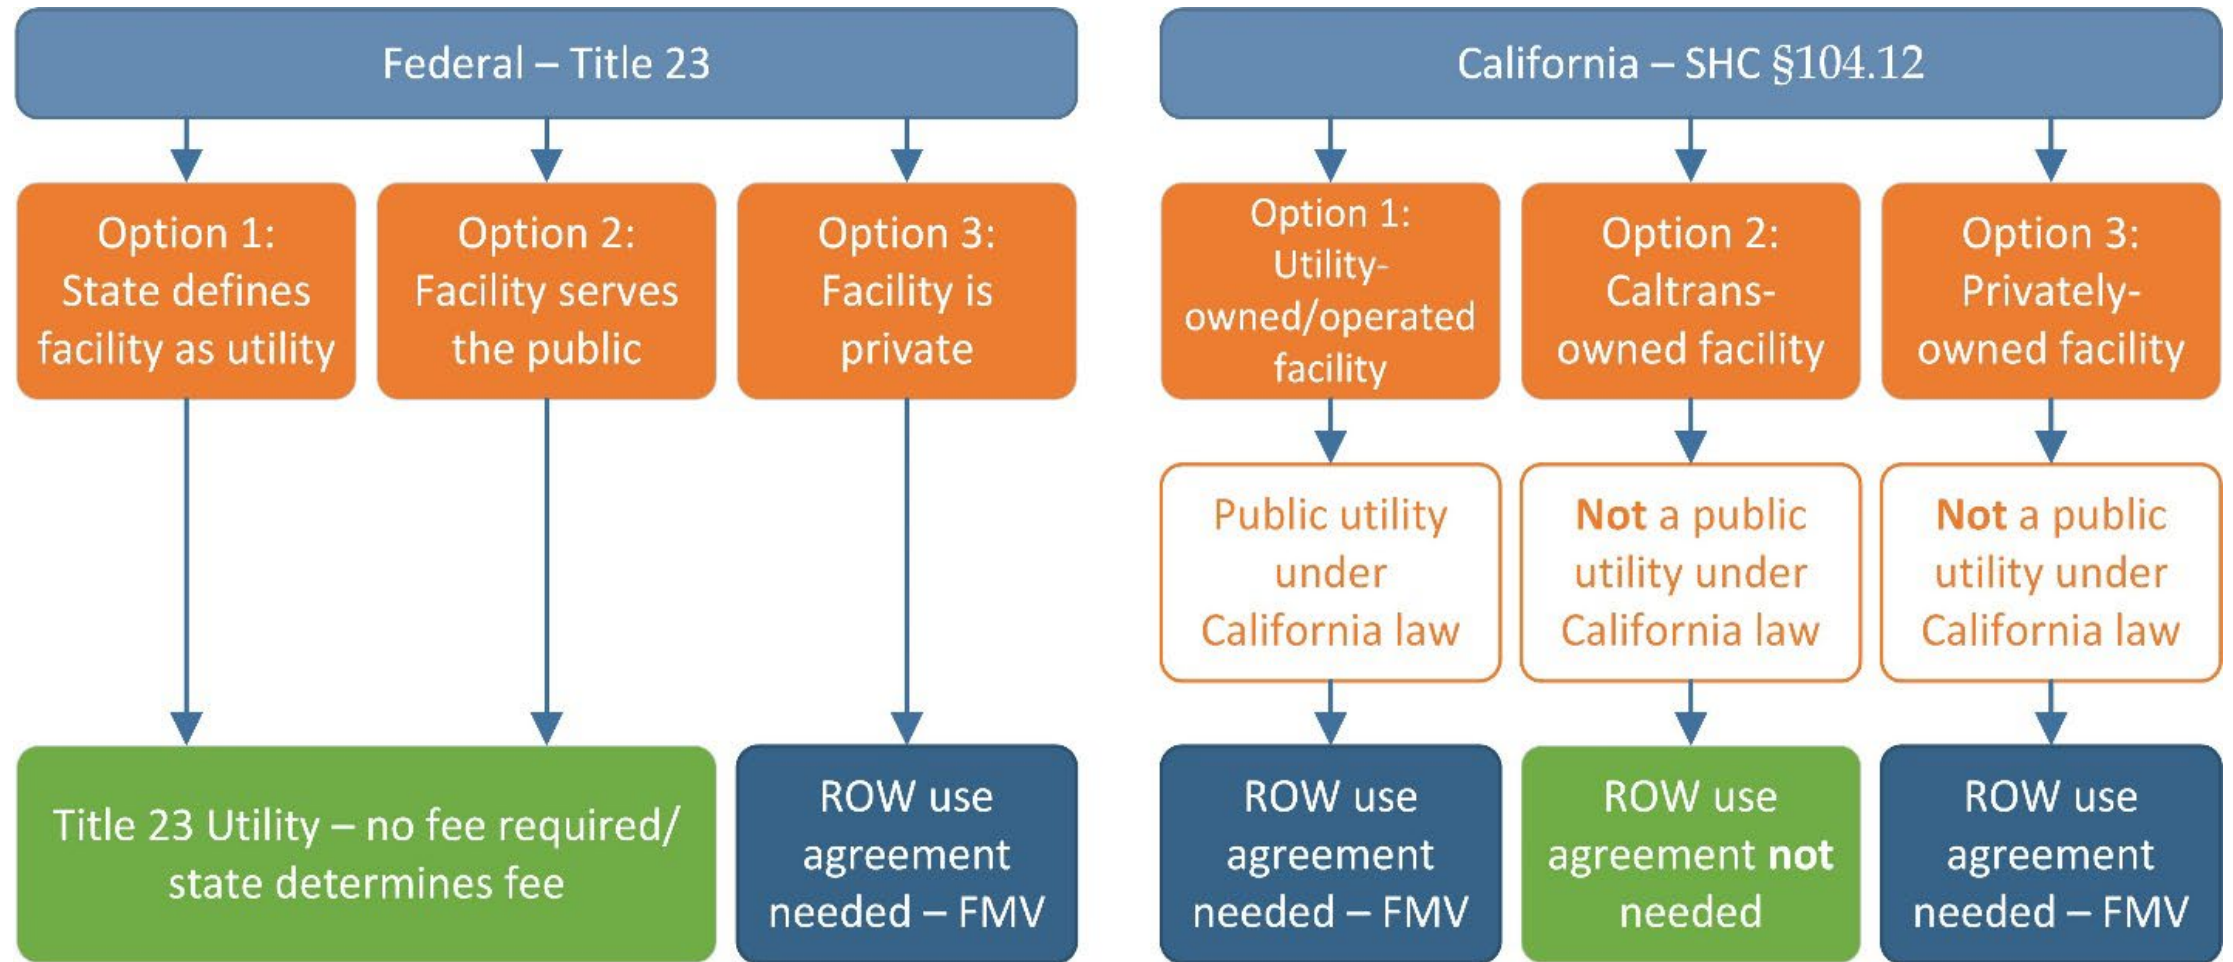 Federal – Title 23
Option 1:
State defines
facility as utility
Option 2:
Facility serves
the public
Option 3:
Facility is
private
Title 23 Utility – no fee required/
state determines fee
ROW use
agreement
needed – FMV
California – SHC §104.12
Option 1:
Utility-
owned/operated
facility
Option 2:
Caltrans-
owned facility
Option 3:
Privately-
owned facility
Public utility
under
California law
Not a public
utility under
California law
Not a public
utility under
California law
ROW use
agreement
needed – FMV
ROW use
agreement not
needed
ROW use
agreement
needed – FMV